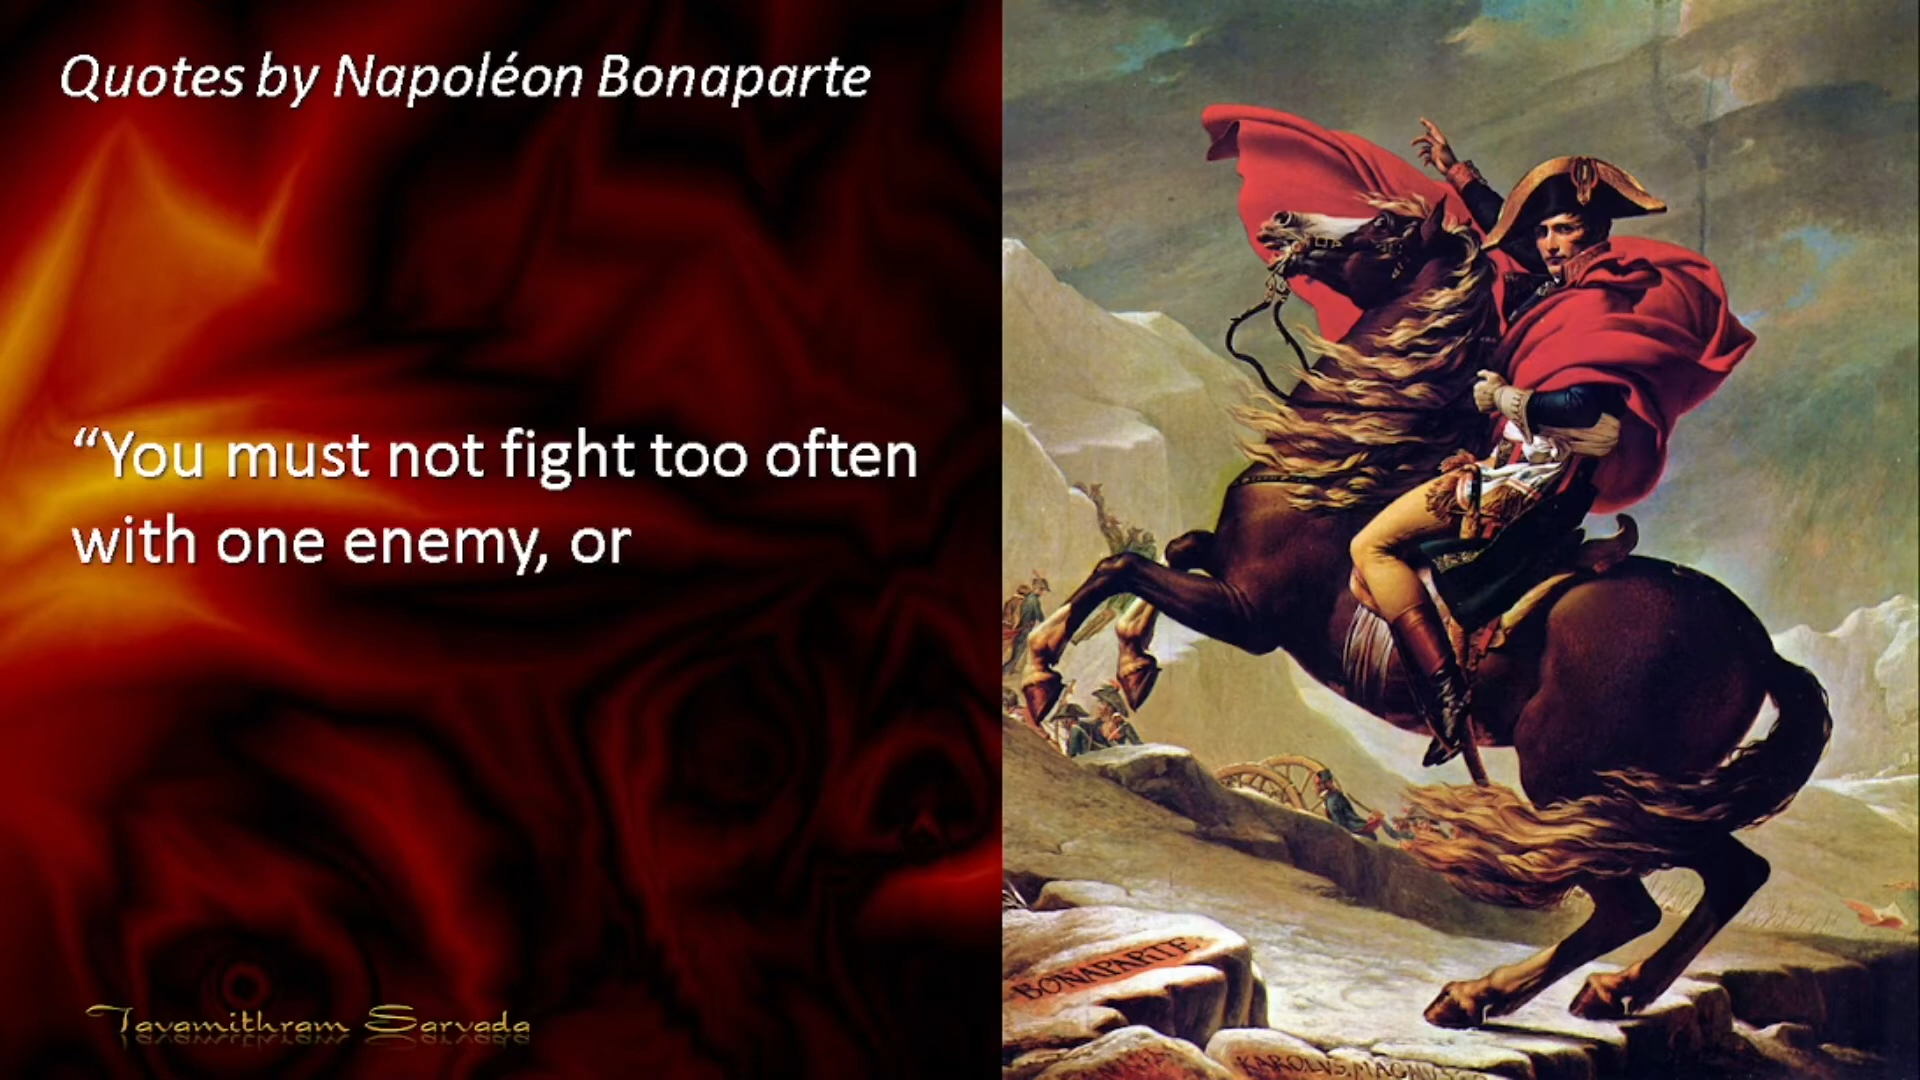 Quotes by Napoléon Bonaparte
“You must not fight too often
with one enemy, or
Tavamithram Sarvada
BONAPARTE
KAROLVS.MAGNVS